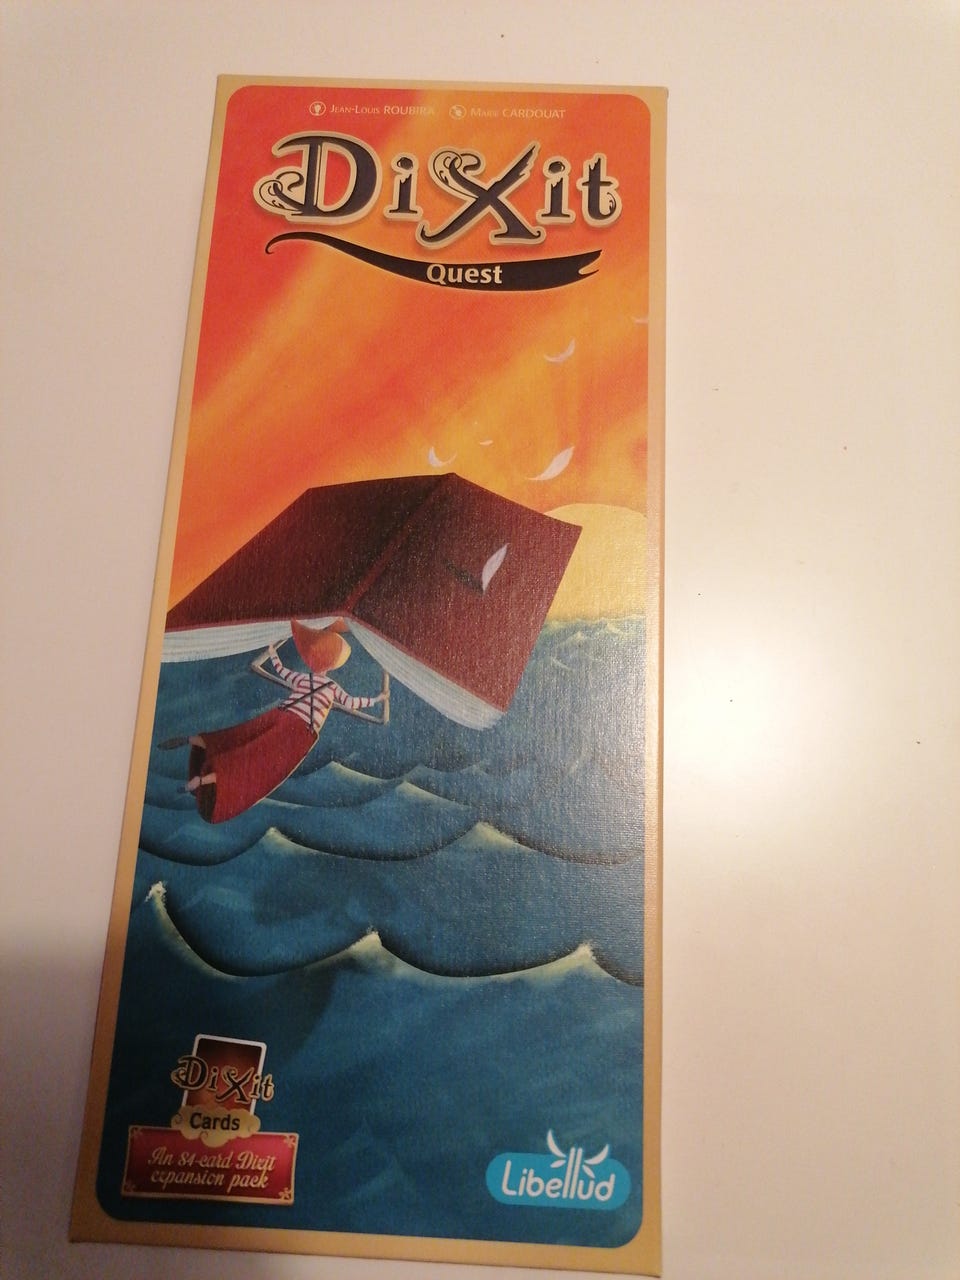 Jean-Louis ROUBIRA Marie CARDOUAT
Dixit
Quest
Dixit
Cards
An 84-card Dixit
expansion pack
Libellud